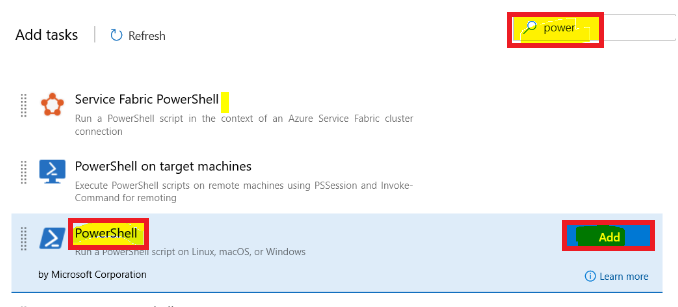 Add tasks
Refresh
power
Service Fabric PowerShell
Run a PowerShell script in the context of an Azure Service Fabric cluster
connection
PowerShell on target machines
Execute PowerShell scripts on remote machines using PSSession and Invoke-
Command for remoting
PowerShell
Add
Run a PowerShell script on Linux, macOS, or Windows
by Microsoft Corporation
Learn more